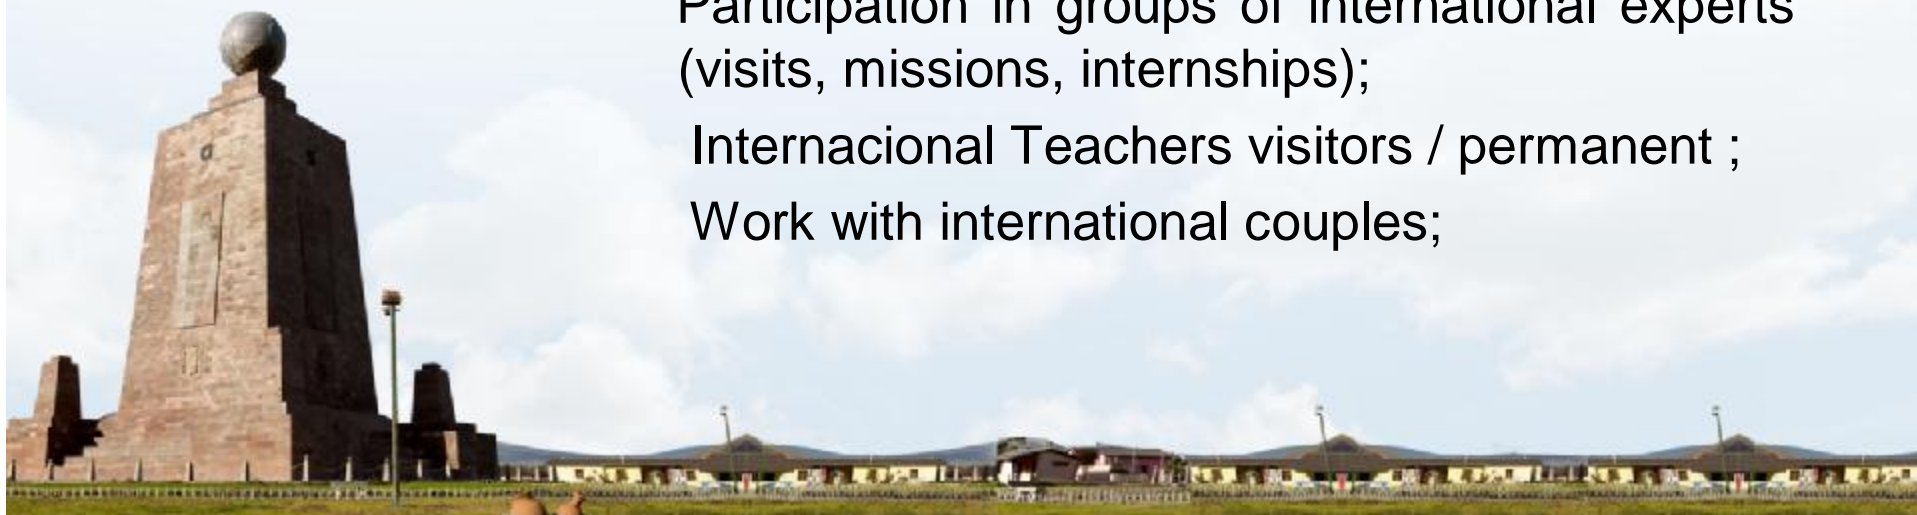 Participation in groups of international experts
(visits, missions, internships);
Internacional Teachers visitors / permanent ;
Work with international couples;